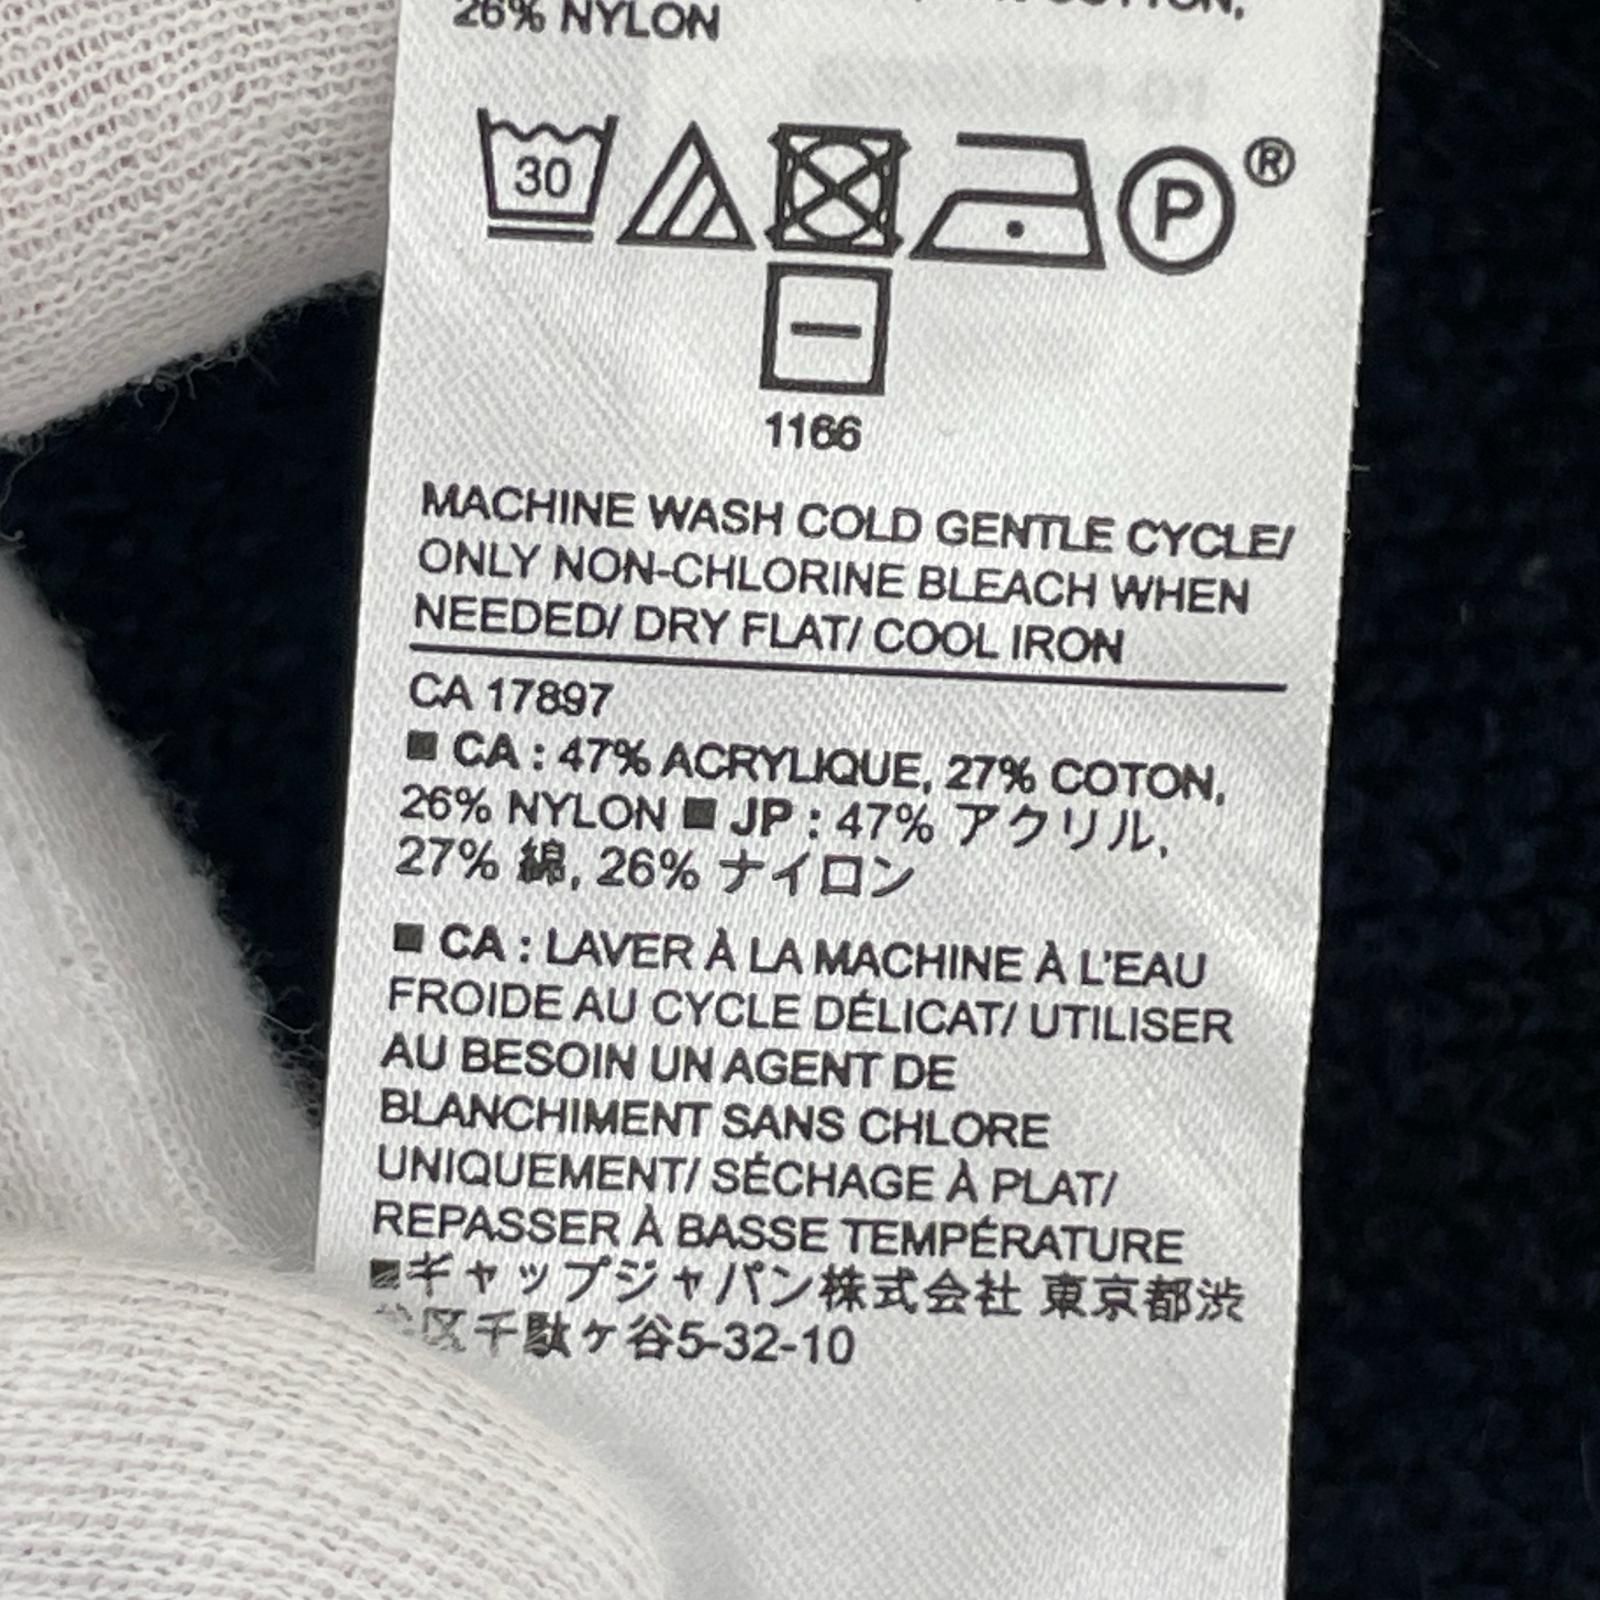 26% NYLON
30
P
®
1166
MACHINE WASH COLD GENTLE CYCLE/
ONLY NON-CHLORINE BLEACH WHEN
NEEDED/ DRY FLAT/ COOL IRON
CA 17897
■ CA : 47% ACRYLIQUE, 27% COTON,
26% NYLON ■ JP : 47% アクリル,
27% 綿, 26% ナイロン
■ CA : LAVER À LA MACHINE À L'EAU
FROIDE AU CYCLE DÉLICAT/ UTILISER
AU BESOIN UN AGENT DE
BLANCHIMENT SANS CHLORE
UNIQUEMENT/ SÉCHAGE À PLAT/
REPASSER À BASSE TEMPÉRATURE
■ギャップジャパン株式会社 東京都渋
谷区千駄ヶ谷5-32-10